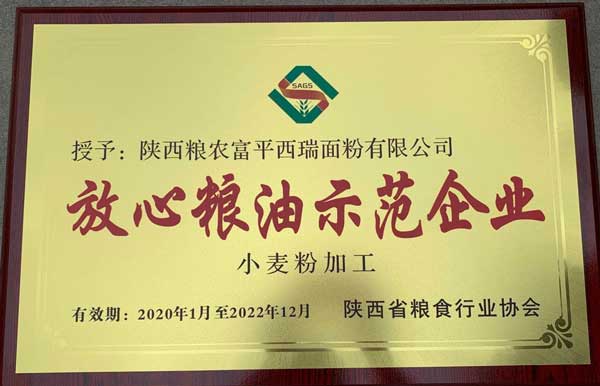 SAGS
授予：陕西粮农富平西瑞面粉有限公司
放心粮油示范企业
小麦粉加工
有效期：2020年1月至2022年12月 陕西省粮食行业协会